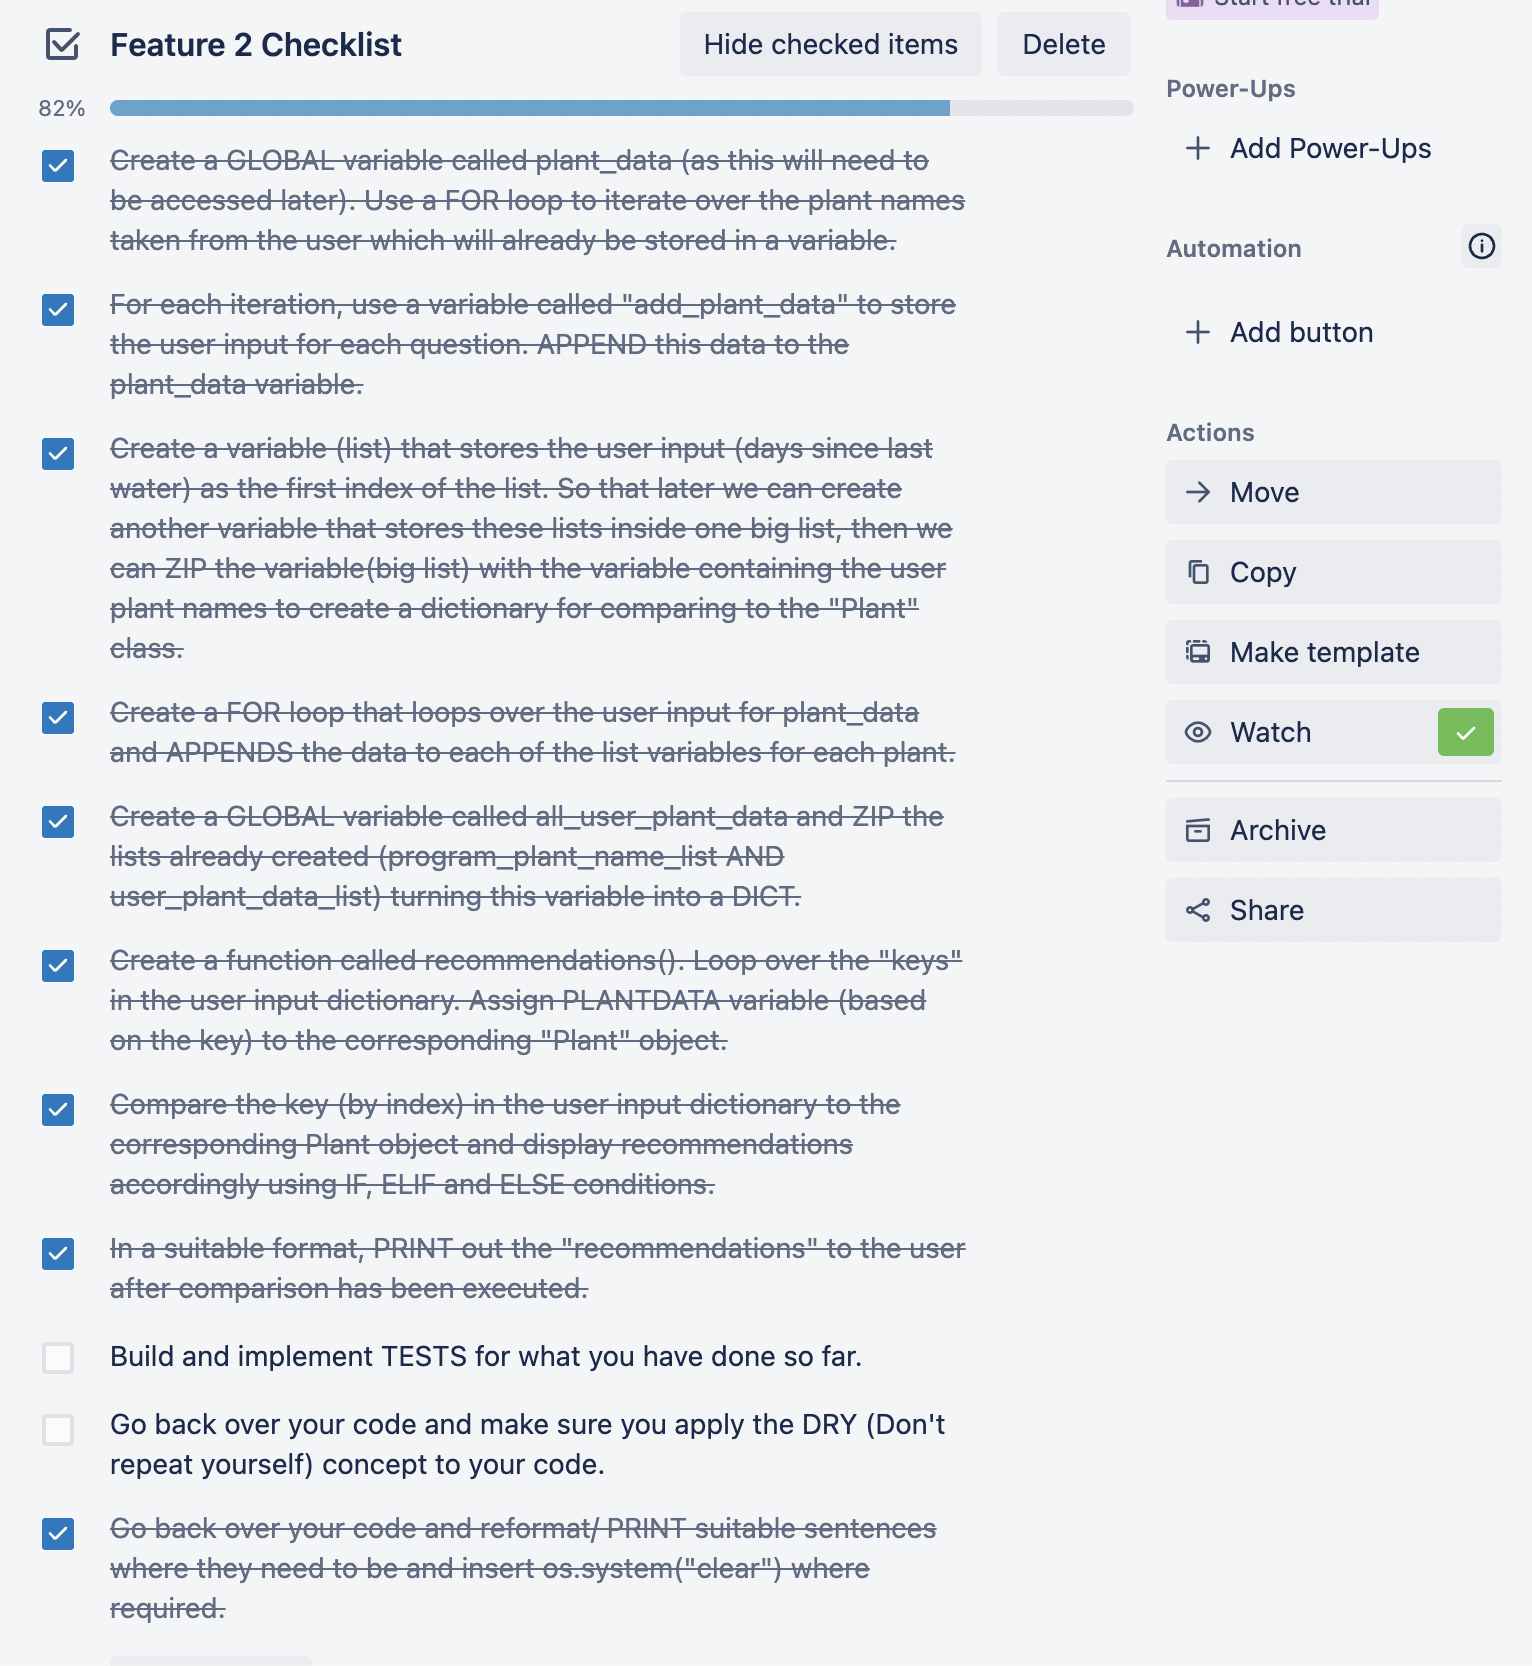 Start free trial
Feature 2 Checklist
Hide checked items
Delete
82%
Create a GLOBAL variable called plant_data (as this will need to
be accessed later). Use a FOR loop to iterate over the plant names
taken from the user which will already be stored in a variable.
For each iteration, use a variable called "add_plant_data" to store
the user input for each question. APPEND this data to the
plant_data variable.
Create a variable (list) that stores the user input (days since last
water) as the first index of the list. So that later we can create
another variable that stores these lists inside one big list, then we
can ZIP the variable(big list) with the variable containing the user
plant names to create a dictionary for comparing to the "Plant"
class.
Create a FOR loop that loops over the user input for plant_data
and APPENDS the data to each of the list variables for each plant.
Create a GLOBAL variable called all_user_plant_data and ZIP the
lists already created (program_plant_name_list AND
user_plant_data_list) turning this variable into a DICT.
Create a function called recommendations(). Loop over the "keys"
in the user input dictionary. Assign PLANTDATA variable (based
on the key) to the corresponding "Plant" object.
Compare the key (by index) in the user input dictionary to the
corresponding Plant object and display recommendations
accordingly using IF, ELIF and ELSE conditions.
In a suitable format, PRINT out the "recommendations" to the user
after comparison has been executed.
Build and implement TESTS for what you have done so far.
Go back over your code and make sure you apply the DRY (Don't
repeat yourself) concept to your code.
Go back over your code and reformat/ PRINT suitable sentences
where they need to be and insert os.system("clear") where
required.
Power-Ups
Add Power-Ups
Automation
Add button
Actions
Move
Copy
Make template
Watch
Archive
Share